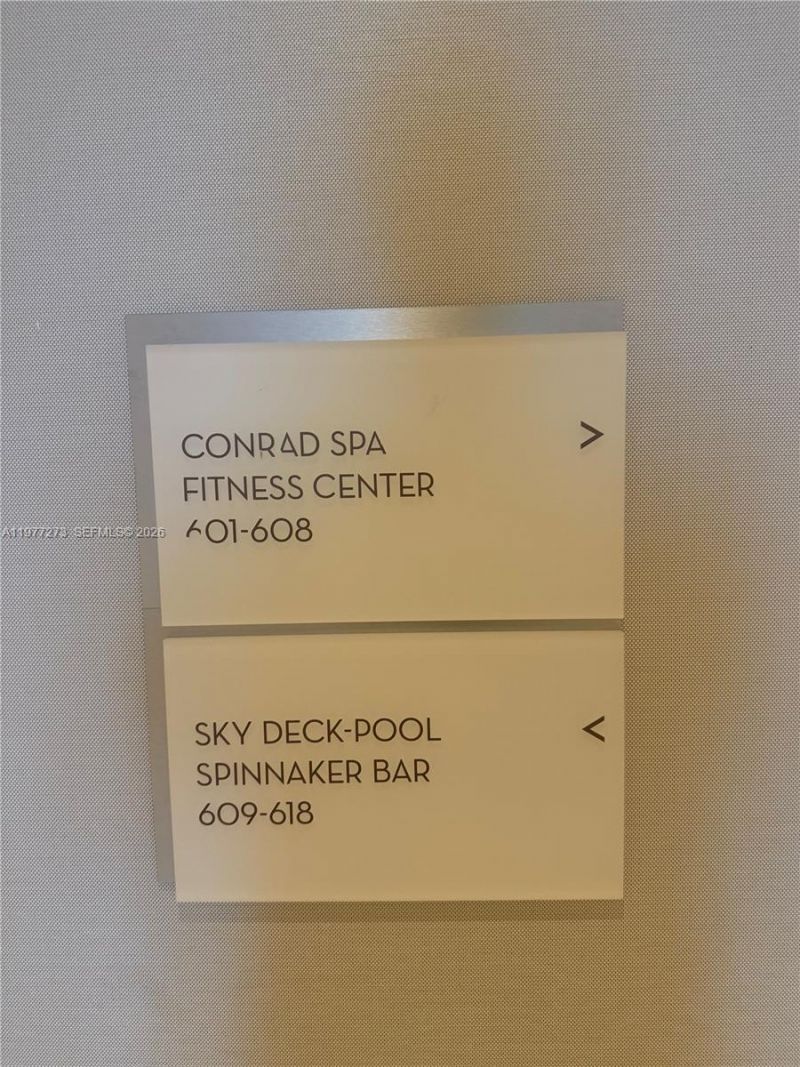 CONRAD SPA >
FITNESS CENTER
601-608
A11977273 SEFMLS© 2026
SKY DECK-POOL <
SPINNAKER BAR
609-618